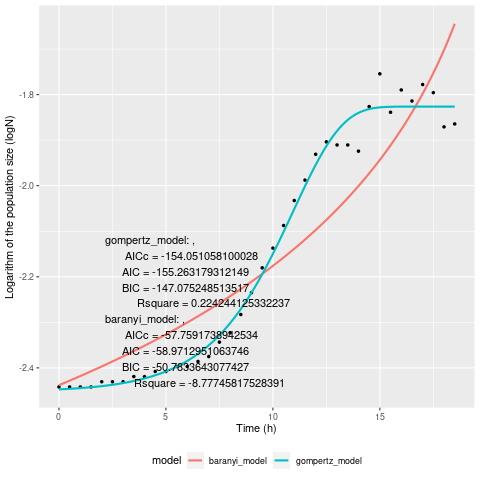 -1.8
-2.0
-2.2
-2.4
Logarithm of the population size (logN)
gompertz_model: ,
AICc = -154.051058100028
AIC = -155.263179312149
BIC = -147.075248513517
Rsquare = 0.224244125332237
baranyi_model: ,
AICc = -57.7591738942534
AIC = -58.9712951063746
BIC = -50.7833643077427
Rsquare = -8.77745817528391
0 5 10 15
Time (h)
model baranyi_model gompertz_model